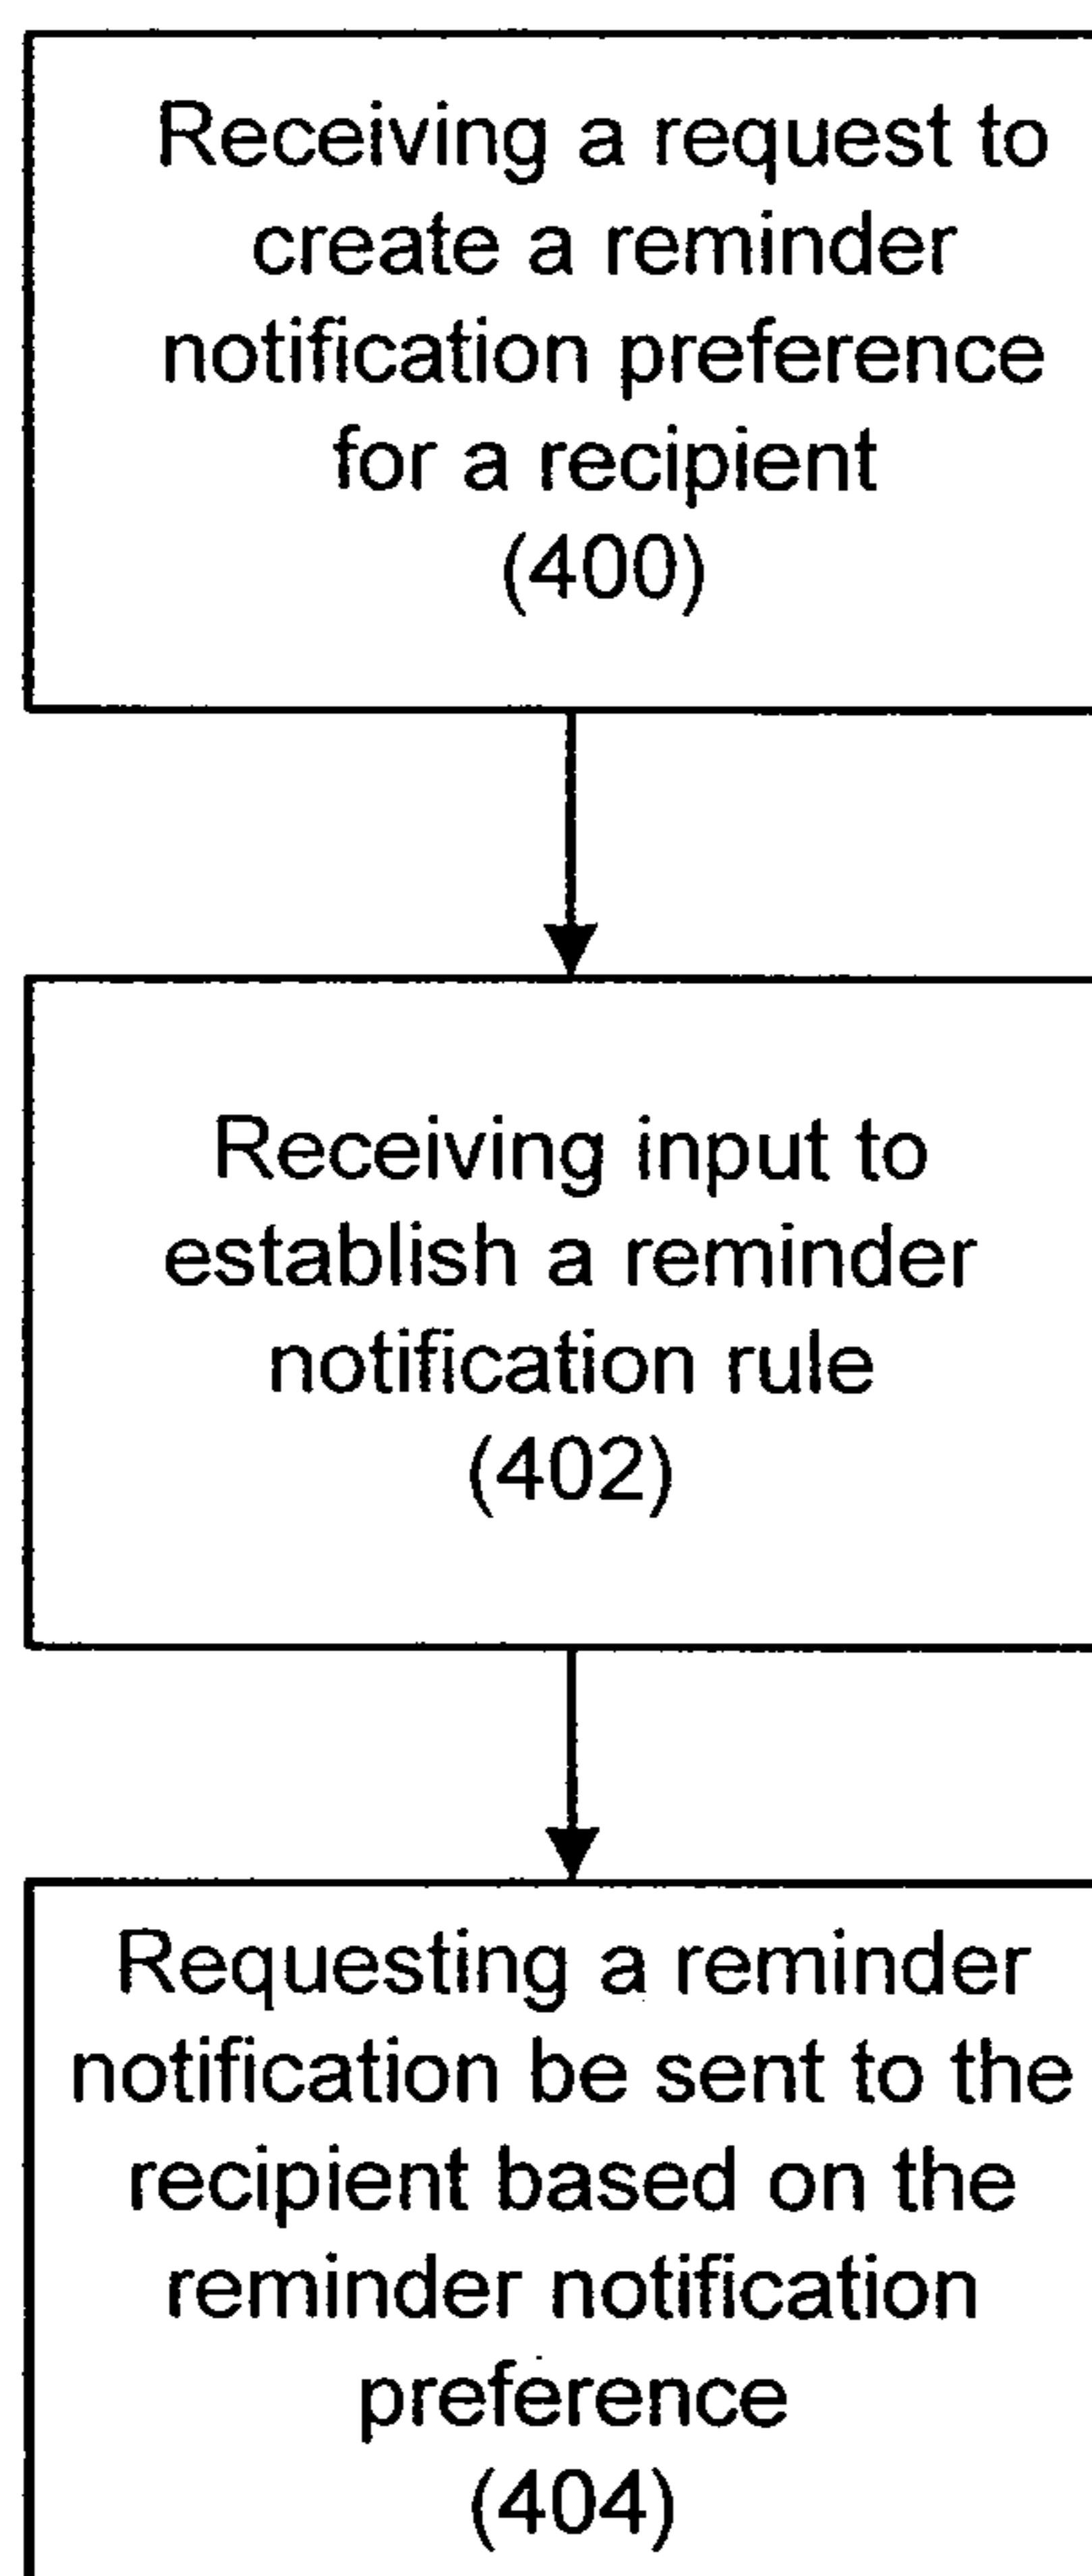 Receiving a request to
create a reminder
notification preference
for a recipient
(400)
Receiving input to
establish a reminder
notification rule
(402)
Requesting a reminder
notification be sent to the
recipient based on the
reminder notification
preference
(404)